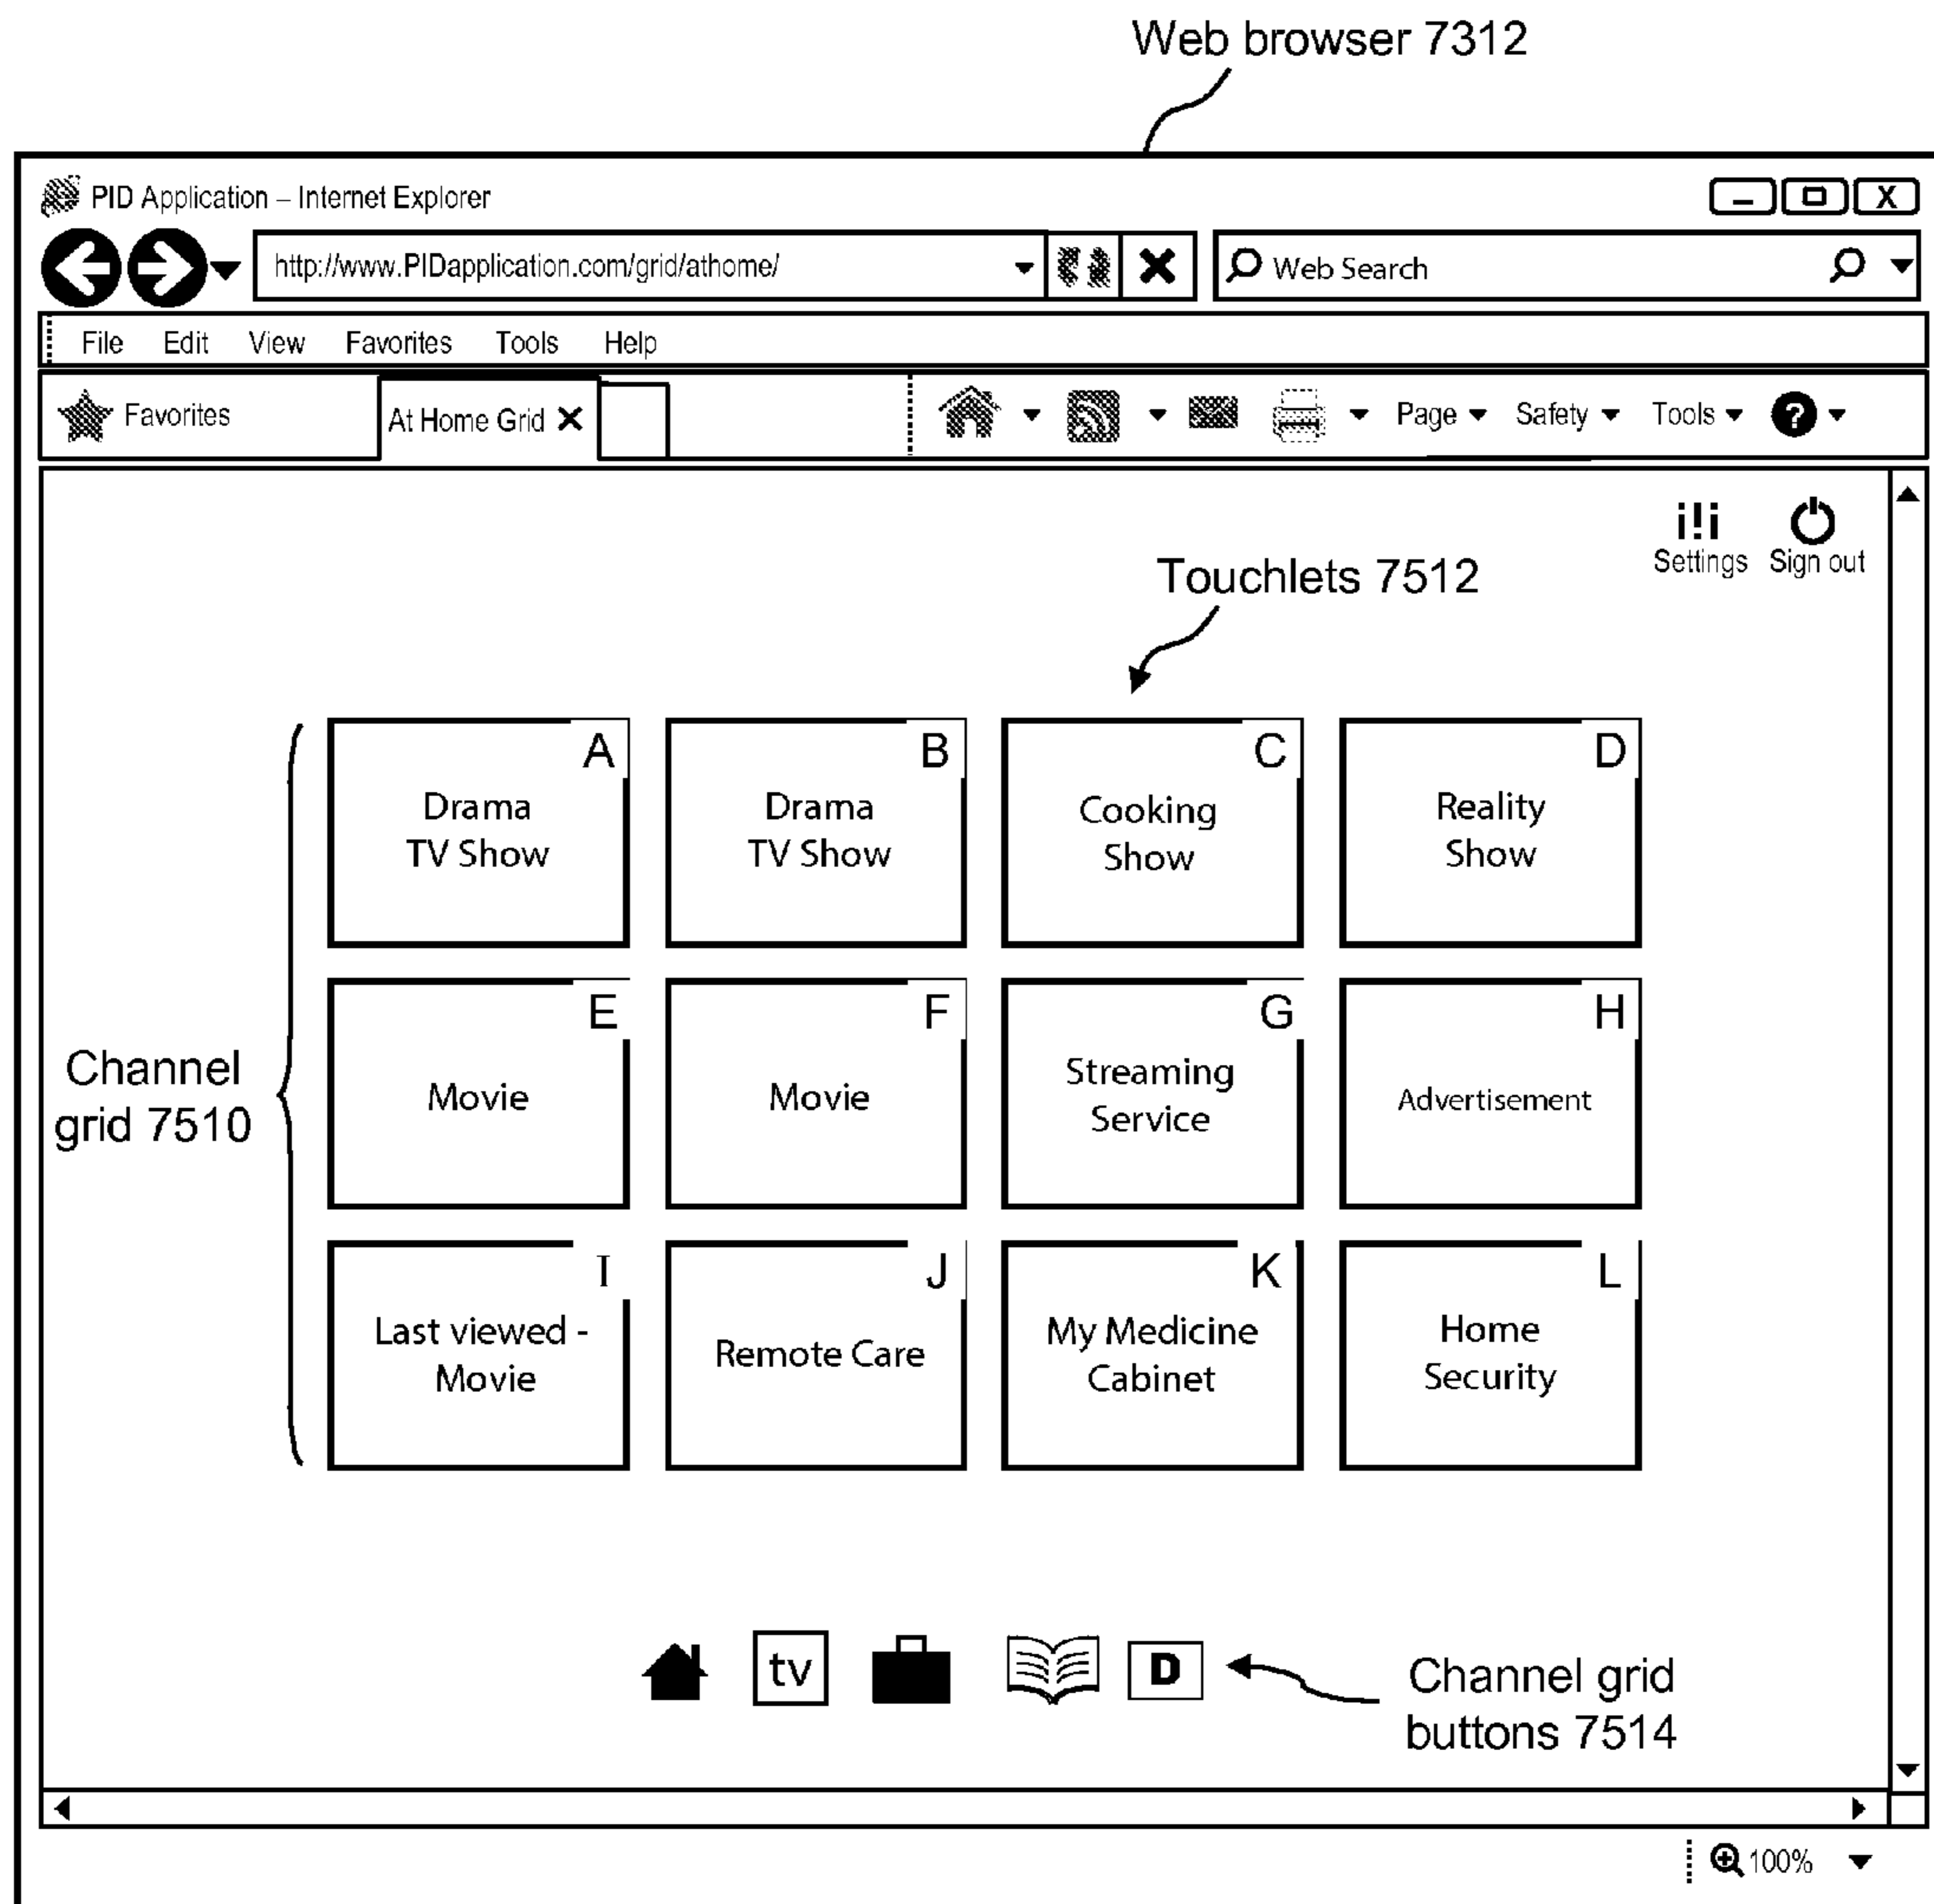 Web browser 7312
PID Application – Internet Explorer
X
http://www.PIDapplication.com/grid/athome/
Web Search
File Edit View Favorites Tools Help
Favorites
At Home Grid
Page Safety Tools ?
Settings Sign out
Touchlets 7512
A
Drama
TV Show
B
Drama
TV Show
C
Cooking
Show
D
Reality
Show
Channel
grid 7510
E
Movie
F
Movie
G
Streaming
Service
H
Advertisement
I
Last viewed -
Movie
J
Remote Care
K
My Medicine
Cabinet
L
Home
Security
tv
D
Channel grid
buttons 7514
100%